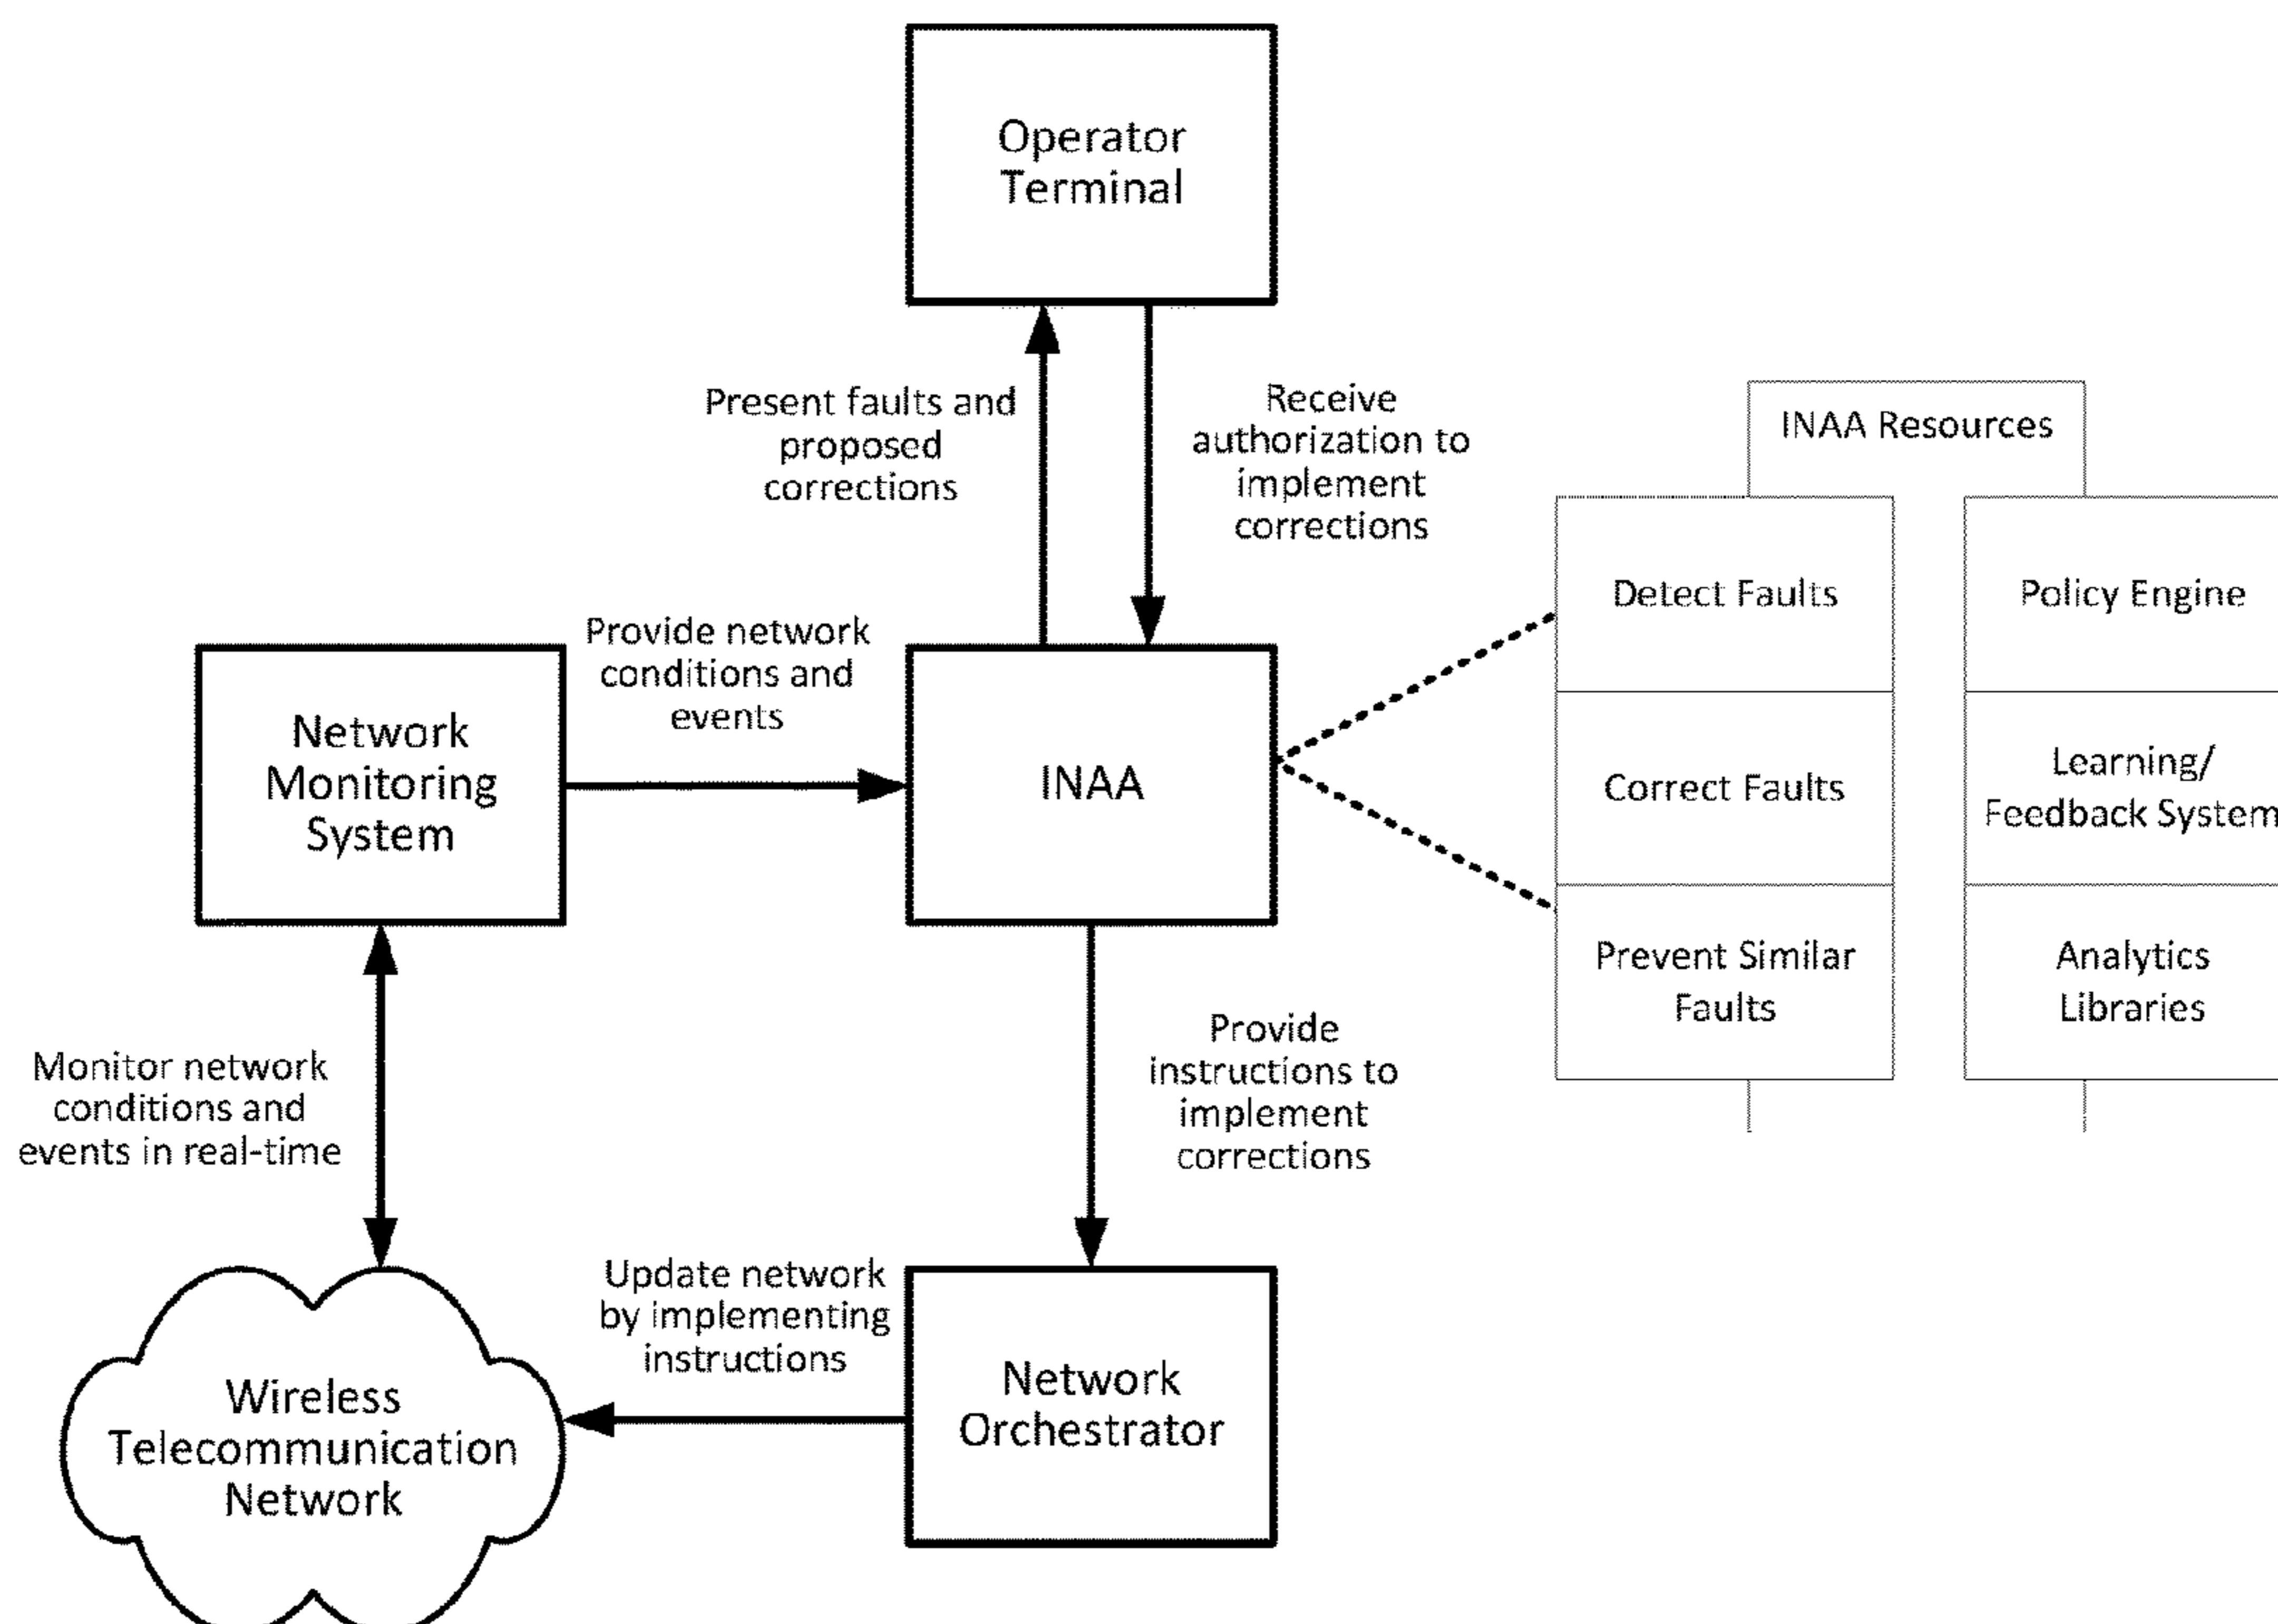 Operator
Terminal
Present faults and
proposed
corrections
Receive
authorization to
implement
corrections
INAA Resources
Detect Faults
Policy Engine
Correct Faults
Learning/
Feedback System
Prevent Similar
Faults
Analytics
Libraries
Provide network
conditions and
events
Network
Monitoring
System
INAA
Monitor network
conditions and
events in real-time
Provide
instructions to
implement
corrections
Update network
by implementing
instructions
Wireless
Telecommunication
Network
Network
Orchestrator